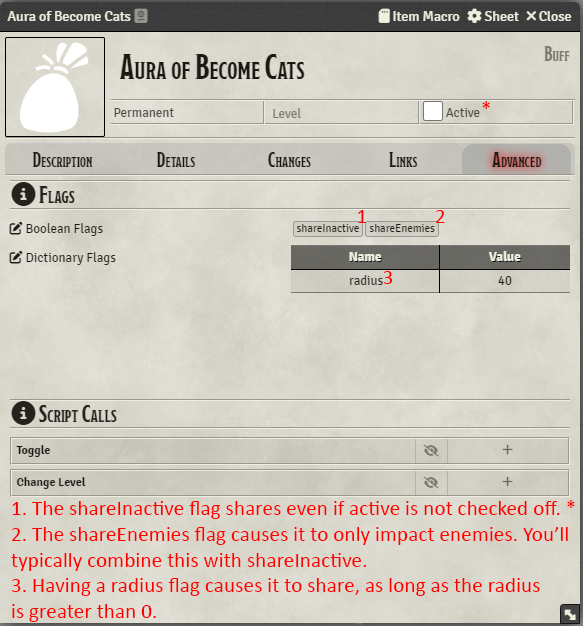 Aura of Become Cats Item Macro Sheet Close
Aura of Become Cats
Buff
Permanent Level Active *
Description Details Changes Links Advanced
Flags
Boolean Flags shareInactive 1 shareEnemies 2
Dictionary Flags
Name Value
radius 3 40
Script Calls
Toggle +
Change Level +
1. The shareInactive flag shares even if active is not checked off. *
2. The shareEnemies flag causes it to only impact enemies. You'll
typically combine this with shareInactive.
3. Having a radius flag causes it to share, as long as the radius
is greater than 0.